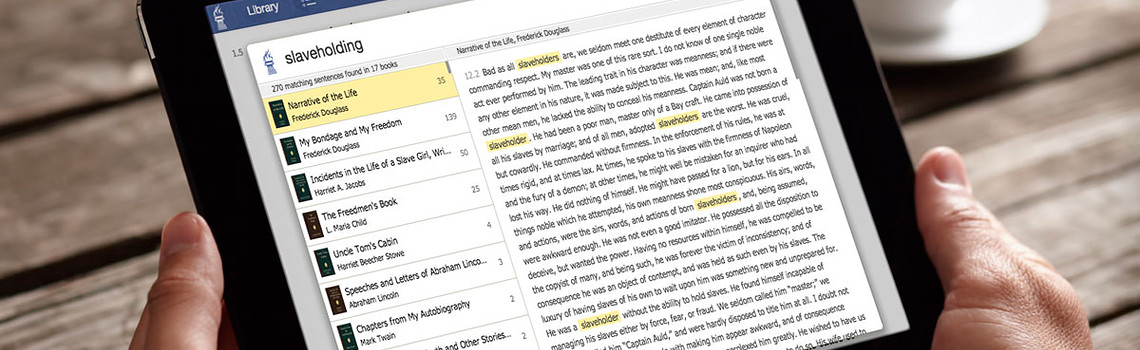 Library
1.5
slaveholding
270 matching sentences found in 17 books
Narrative of the Life
35
Frederick Douglass
My Bondage and My Freedom
139
Frederick Douglass
Incidents in the Life of a Slave Girl, Wri...
50
Harriet A. Jacobs
The Freedmen's Book
25
L. Maria Child
Uncle Tom's Cabin
4
Harriet Beecher Stowe
Speeches and Letters of Abraham Linco...
3
Abraham Lincoln
Chapters from My Autobiography
2
Mark Twain
and Other Stories...
2
Narrative of the Life, Frederick Douglass
12.2 Bad as all slaveholders are, we seldom meet one destitute of every element of character
commanding respect. My master was one of this rare sort. I do not know of one single noble
act ever performed by him. The leading trait in his character was meanness; and if there were
any other element in his nature, it was made subject to this. He was mean; and, like most
other mean men, he lacked the ability to conceal his meanness. Captain Auld was not born a
slaveholder. He had been a poor man, master only of a Bay craft. He came into possession of
all his slaves by marriage; and of all men, adopted slaveholders are the worst. He was cruel,
but cowardly. He commanded without firmness. In the enforcement of his rules, he was at
times rigid, and at times lax. At times, he spoke to his slaves with the firmness of Napoleon
and the fury of a demon; at other times, he might well be mistaken for an inquirer who had
lost his way. He did nothing of himself. He might have passed for a lion, but for his ears. In all
things noble which he attempted, his own meanness shone most conspicuous. His airs, words,
and actions, were the airs, words, and actions of born slaveholders, and, being assumed,
were awkward enough. He was not even a good imitator. He possessed all the disposition to
deceive, but wanted the power. Having no resources within himself, he was compelled to be
the copyist of many, and being such, he was forever the victim of inconsistency; and of
consequence he was an object of contempt, and was held as such even by his slaves. The
luxury of having slaves of his own to wait upon him was something new and unprepared for.
He was a slaveholder without the ability to hold slaves. He found himself incapable of
managing his slaves either by force, fear, or fraud. We seldom called him "master;" we
him "Captain Auld," and were hardly disposed to title him at all. I doubt not
with making him appear awkward, and of consequence
him greatly. He wished to have us
do so. His wife used to